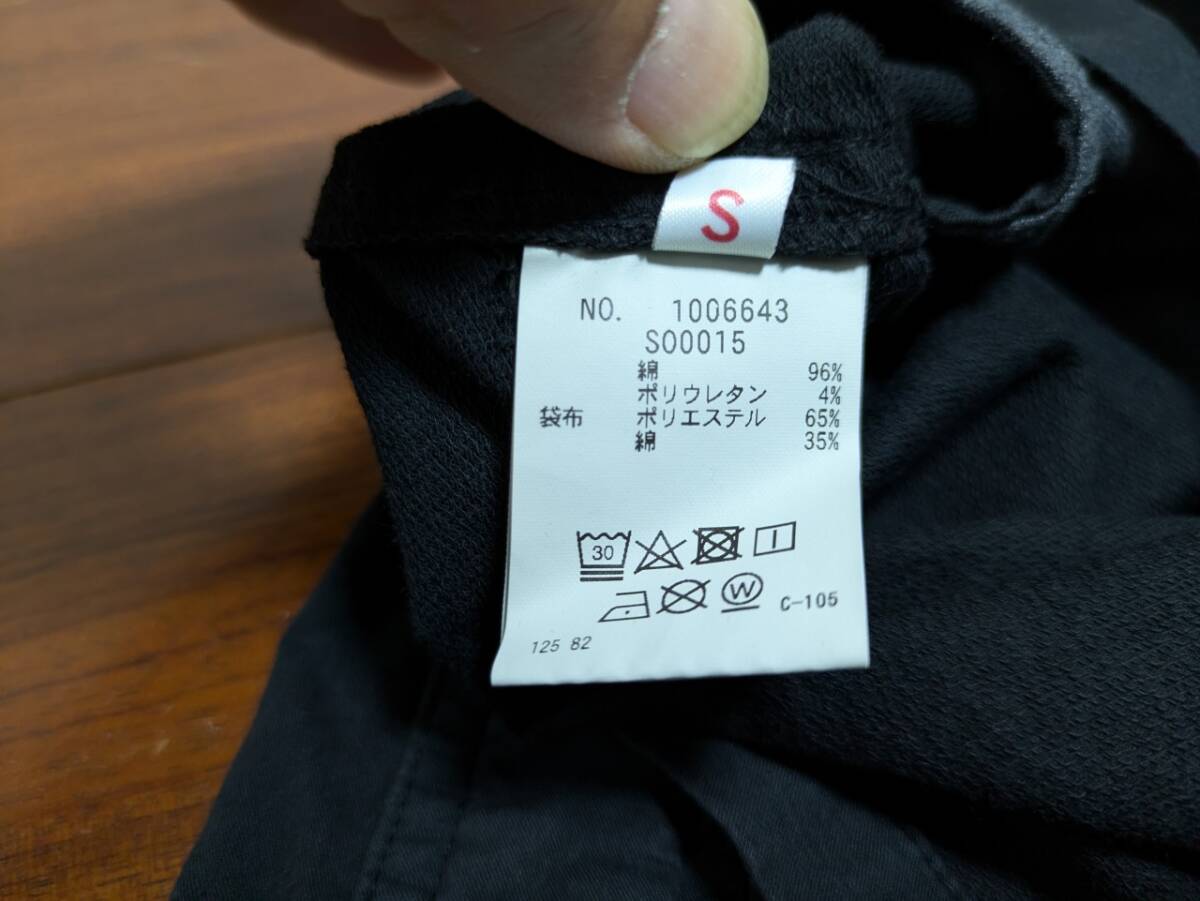 S
NO. 1006643
S00015
綿 96%
ポリウレタン 4%
袋布 ポリエステル 65%
綿 35%
30
W C-105
125 82